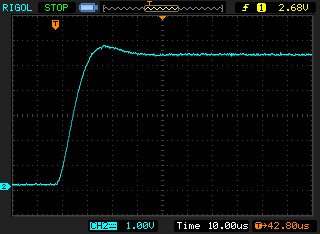 RIGOL STOP T 1 2.68V
T
2
CH2 1.00V Time 10.00us T→42.80us